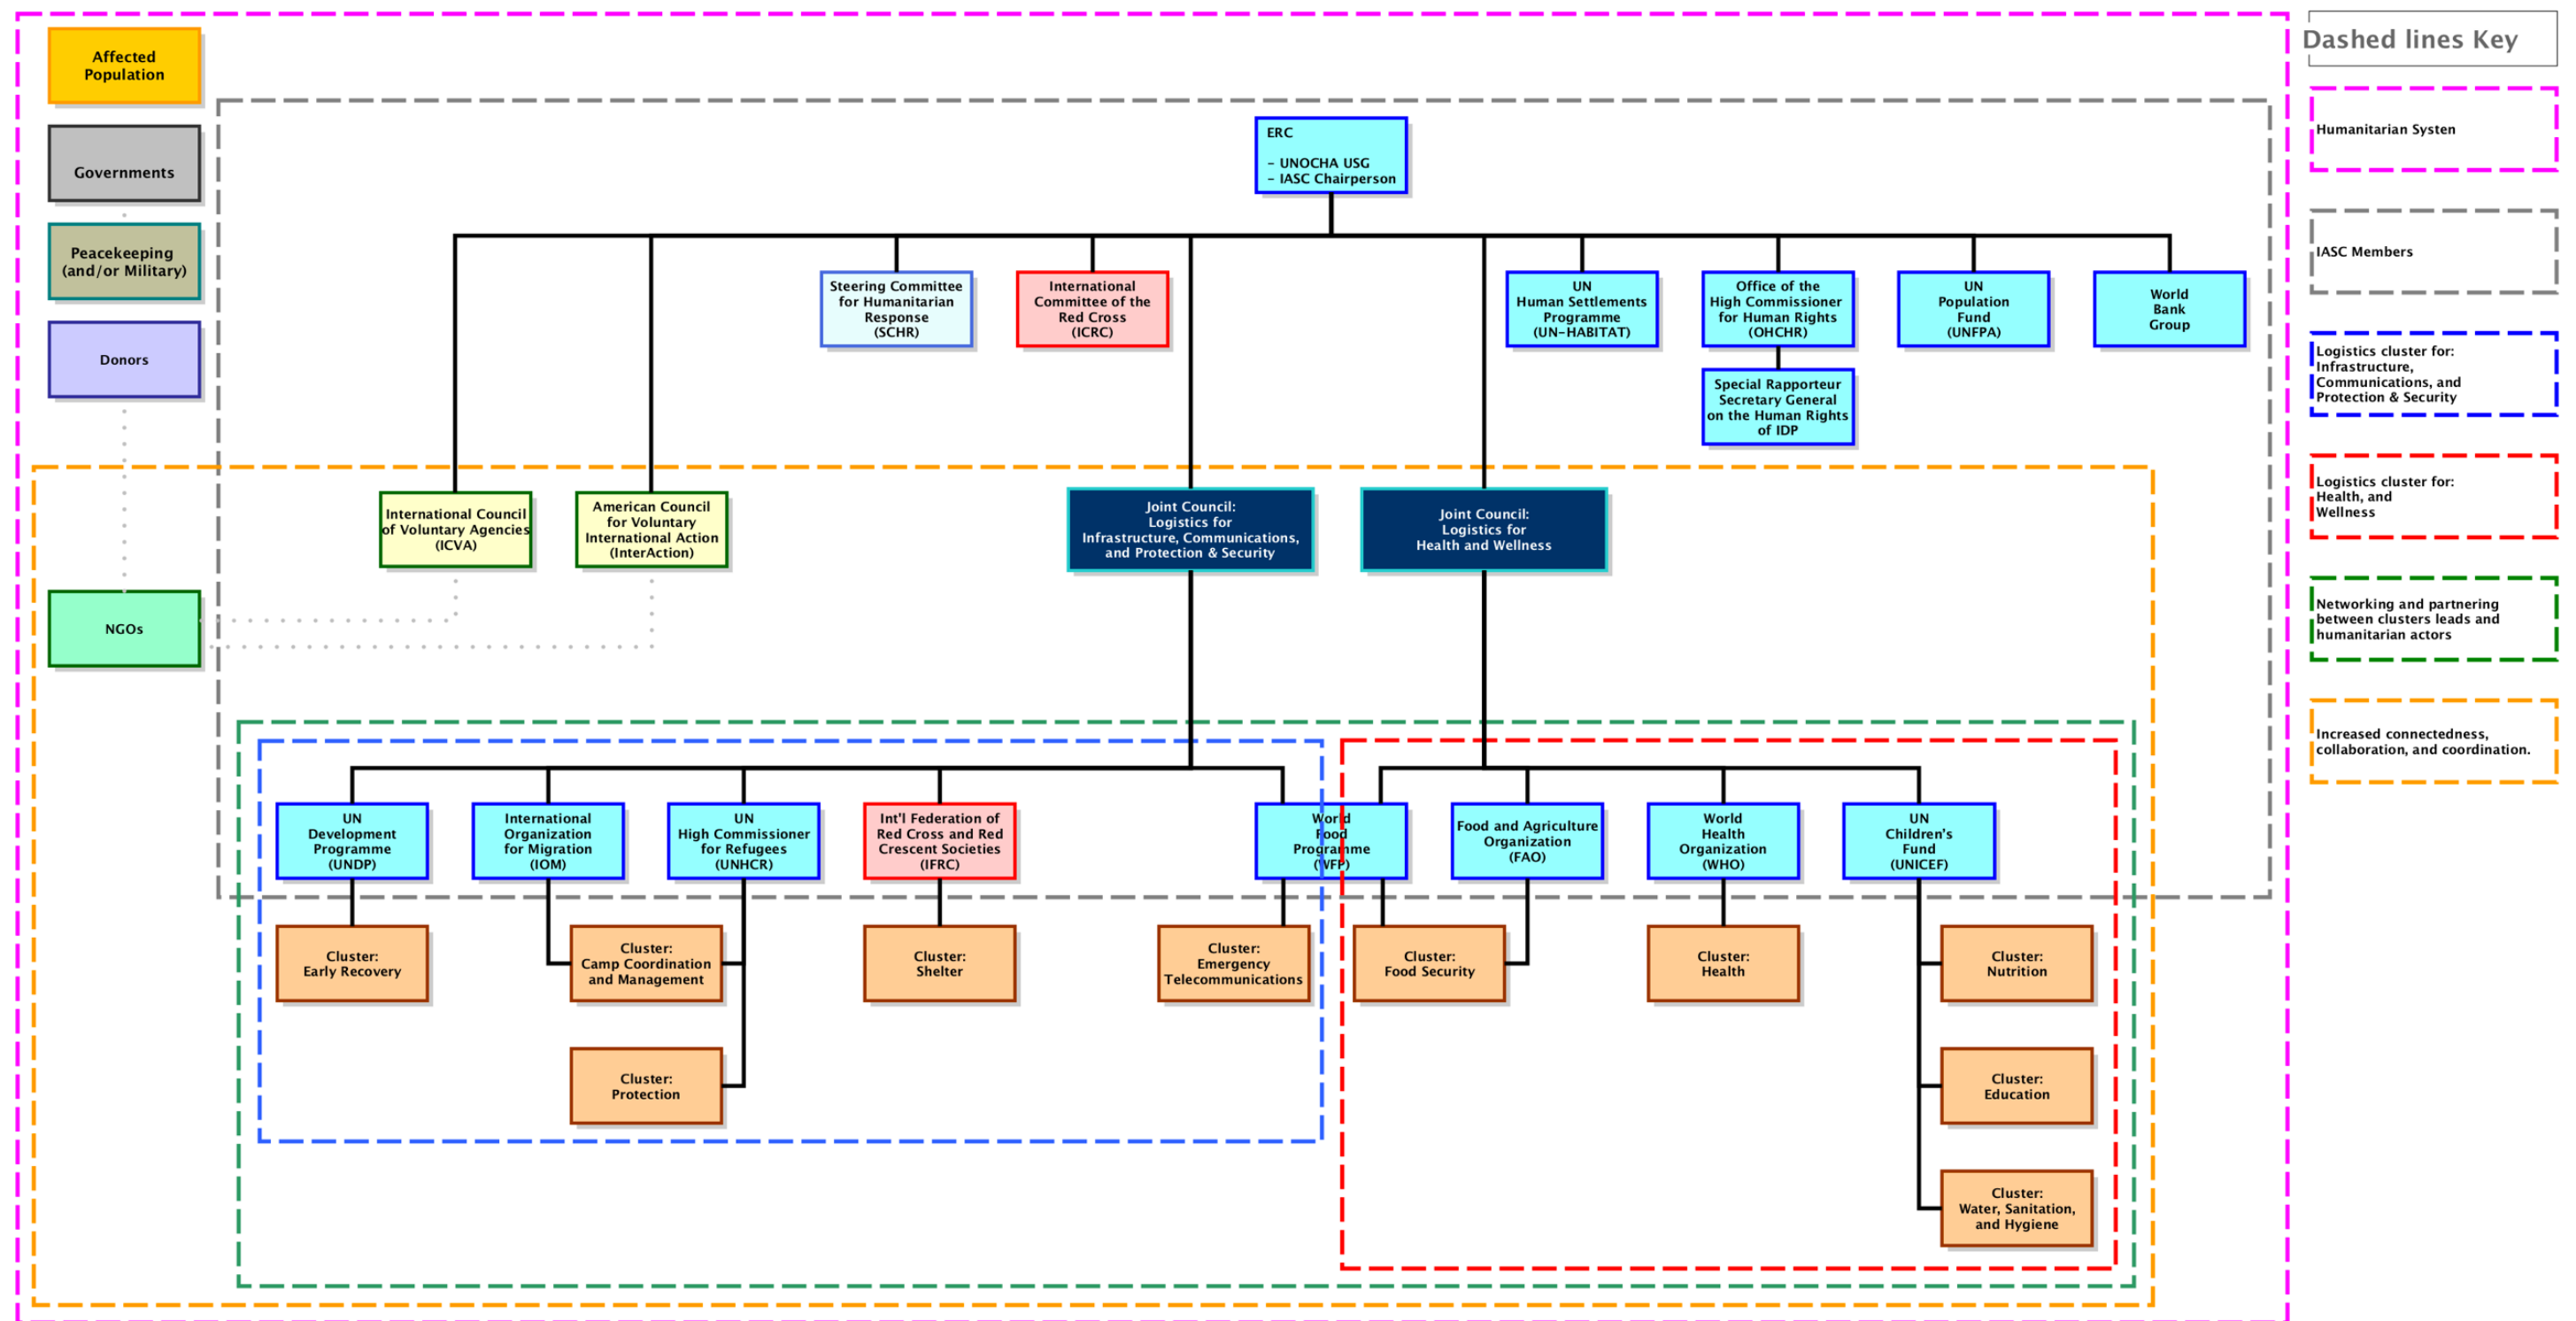 Dashed lines Key
Affected
Population
Governments
Peacekeeping
(and/or Military)
Donors
NGOs
ERC
- UNOCHA USG
- IASC Chairperson
Steering Committee
for Humanitarian
Response
(SCHR)
International
Committee of the
Red Cross
(ICRC)
UN
Human Settlements
Programme
(UN-HABITAT)
Office of the
High Commissioner
for Human Rights
(OHCHR)
UN
Population
Fund
(UNFPA)
World
Bank
Group
Special Rapporteur
Secretary General
on the Human Rights
of IDP
International Council
of Voluntary Agencies
(ICVA)
American Council
for Voluntary
International Action
(InterAction)
Joint Council:
Logistics for
Infrastructure, Communications,
and Protection & Security
Joint Council:
Logistics for
Health and Wellness
UN
Development
Programme
(UNDP)
International
Organization
for Migration
(IOM)
UN
High Commissioner
for Refugees
(UNHCR)
Int'l Federation of
Red Cross and Red
Crescent Societies
(IFRC)
World
Food
Programme
(WFP)
Food and Agriculture
Organization
(FAO)
World
Health
Organization
(WHO)
UN
Children's
Fund
(UNICEF)
Cluster:
Early Recovery
Cluster:
Camp Coordination
and Management
Cluster:
Shelter
Cluster:
Emergency
Telecommunications
Cluster:
Food Security
Cluster:
Health
Cluster:
Nutrition
Cluster:
Protection
Cluster:
Education
Cluster:
Water, Sanitation,
and Hygiene
Humanitarian Systen
IASC Members
Logistics cluster for:
Infrastructure,
Communications, and
Protection & Security
Logistics cluster for:
Health, and
Wellness
Networking and partnering
between clusters leads and
humanitarian actors
Increased connectedness,
collaboration, and coordination.